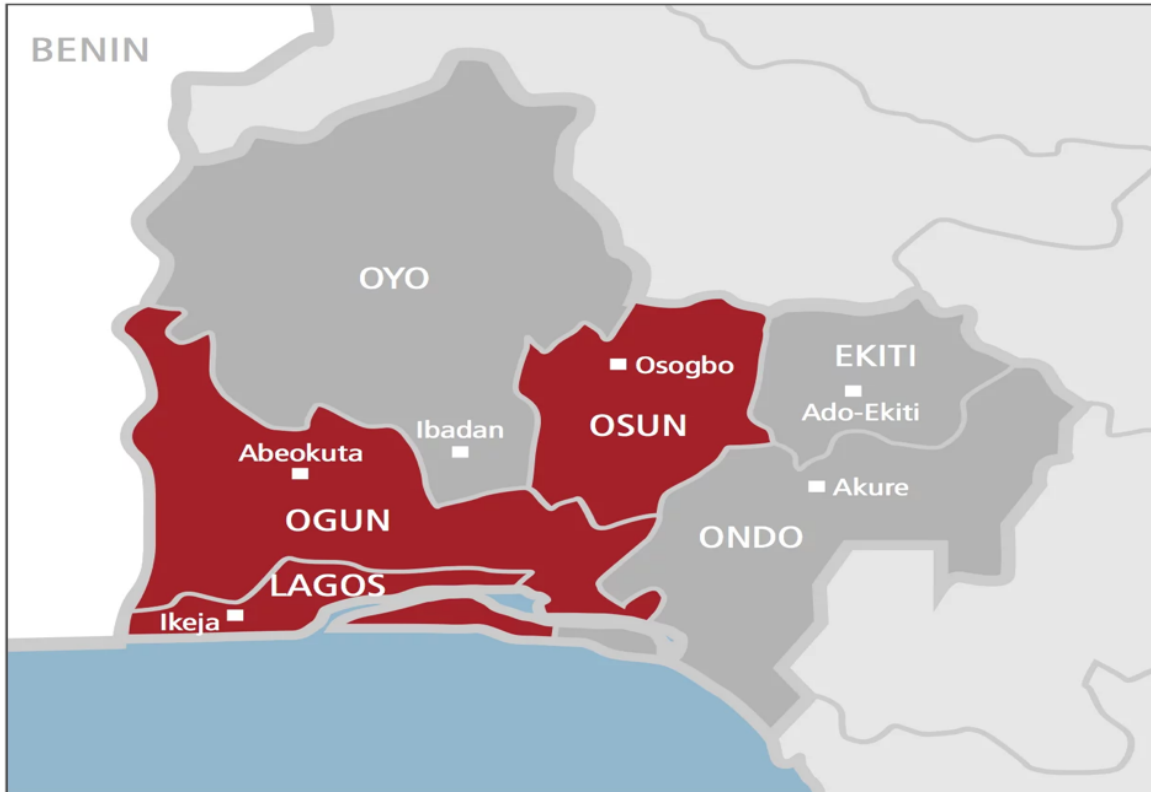 BENIN
OYO
EKITI
Osogbo
Ado-Ekiti
OSUN
Ibadan
Abeokuta
Akure
OGUN
ONDO
LAGOS
Ikeja